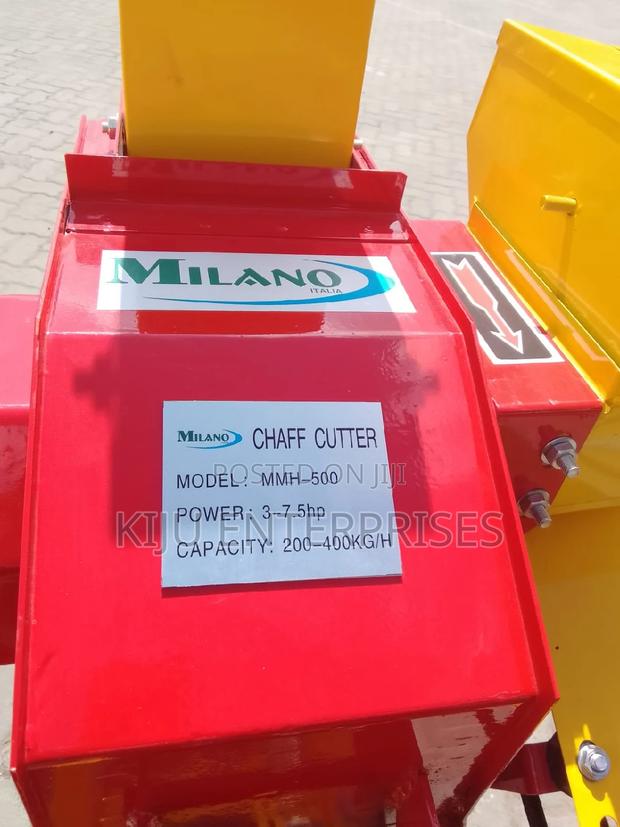 MILANO
ITALIA
MILANO CHAFF CUTTER
MODEL: MMH-500
POSTED ON JIJI
POWER: 3-7.5hp
KIJU ENTERPRISES
CAPACITY: 200-400KG/H